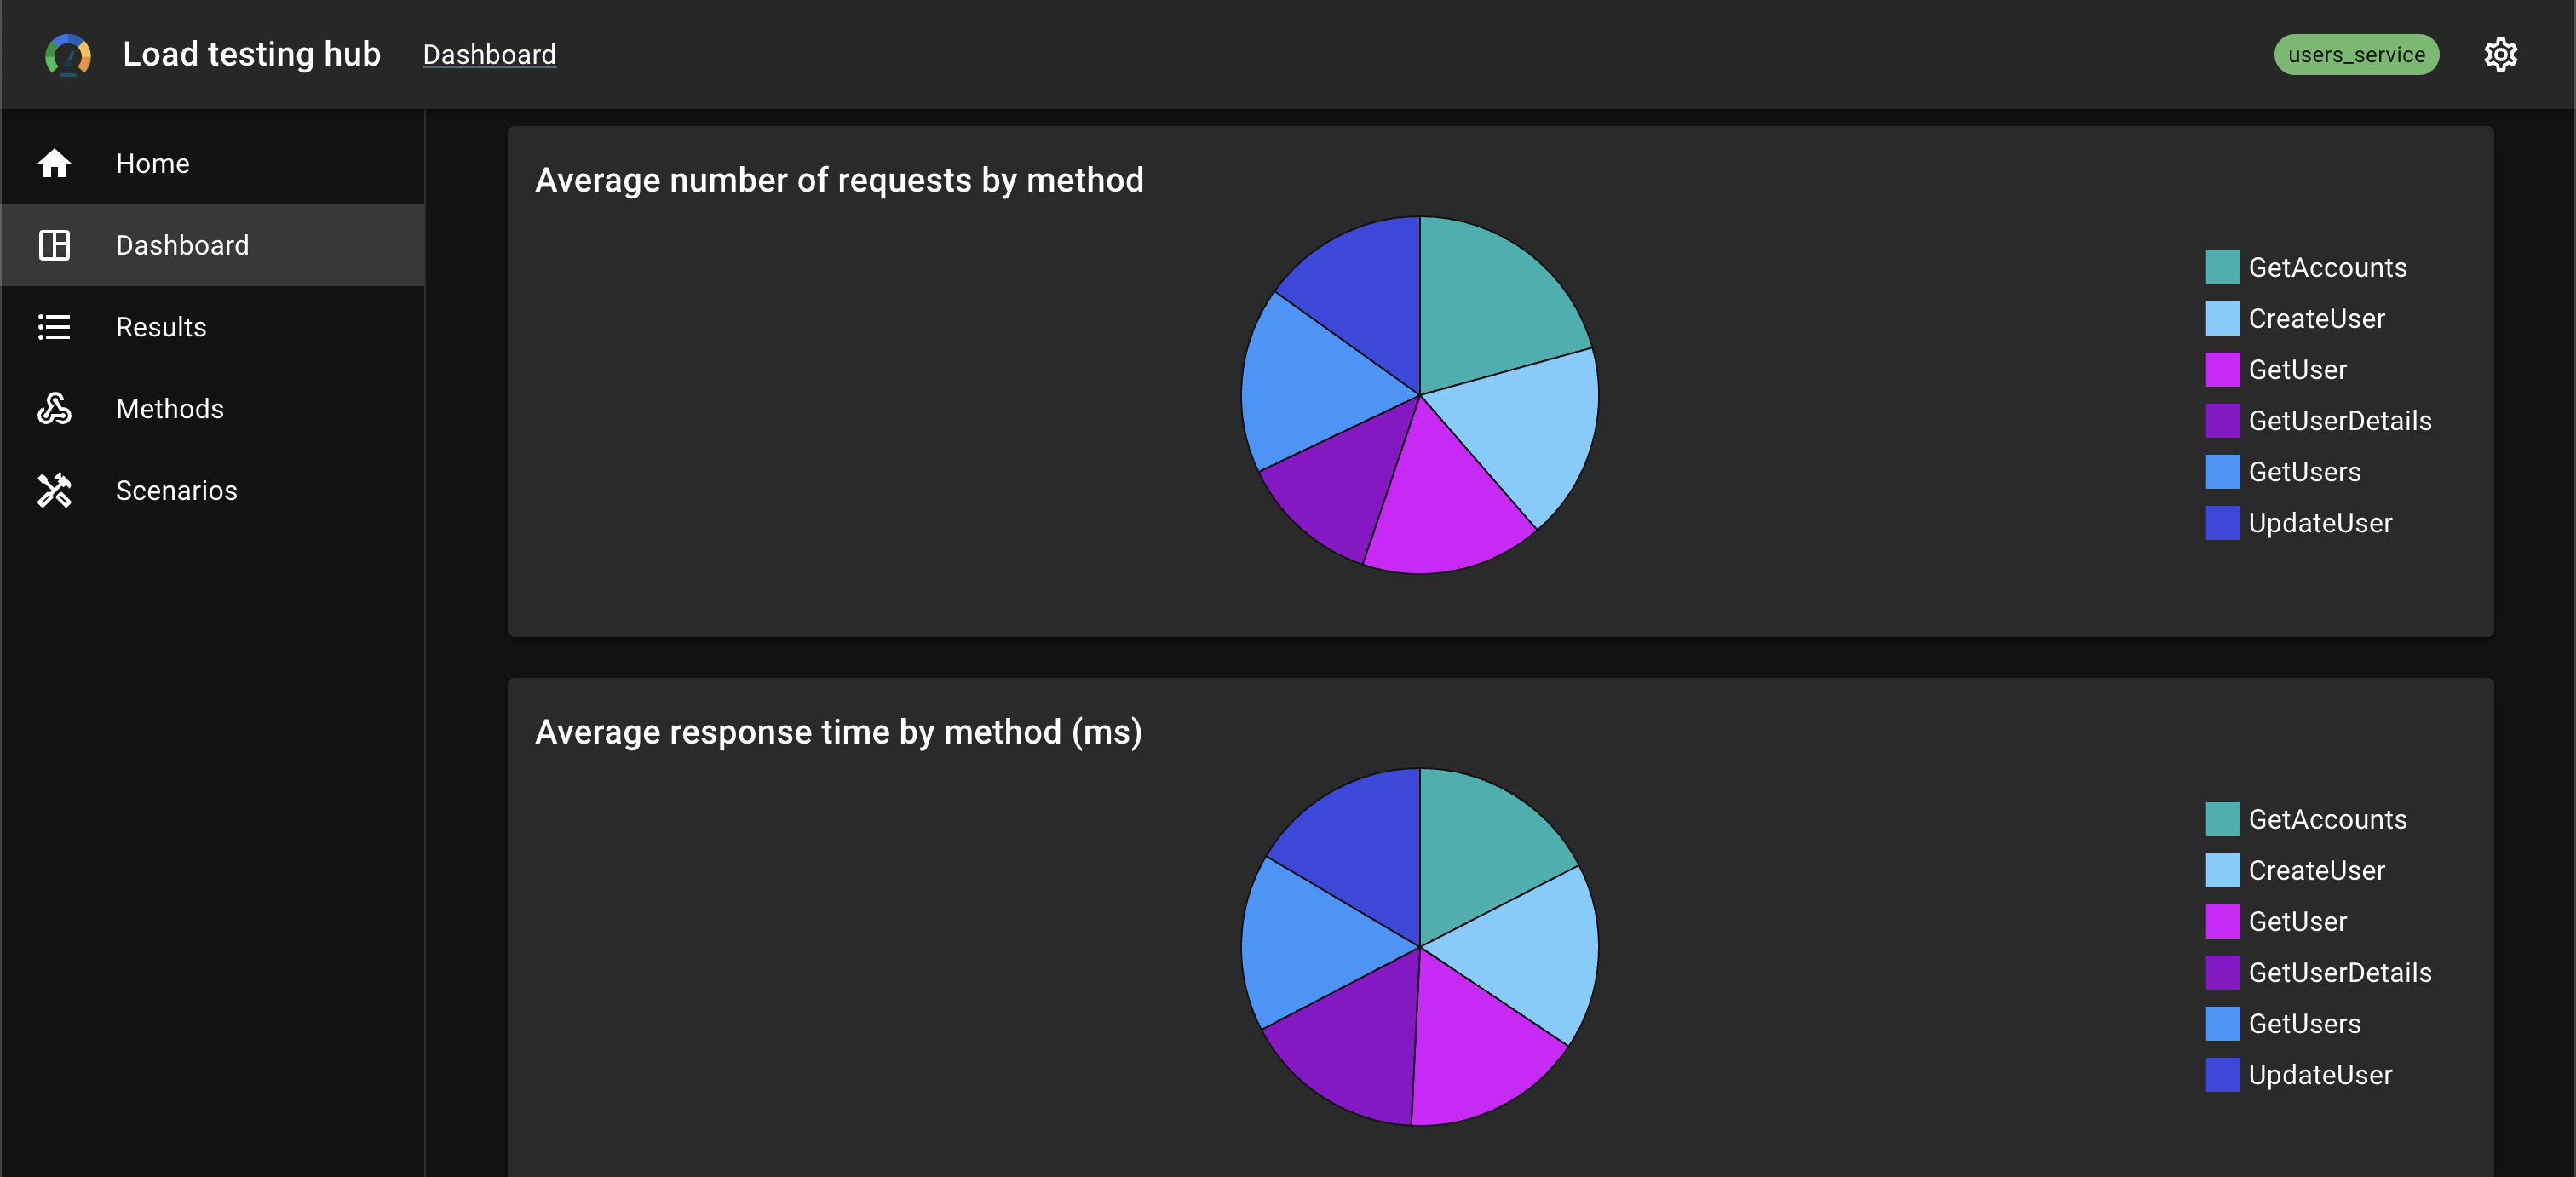 Load testing hub
Dashboard
users_service
Home
Dashboard
Results
Methods
Scenarios
Average number of requests by method
GetAccounts
CreateUser
GetUser
GetUserDetails
GetUsers
UpdateUser
Average response time by method (ms)
GetAccounts
CreateUser
GetUser
GetUserDetails
GetUsers
UpdateUser